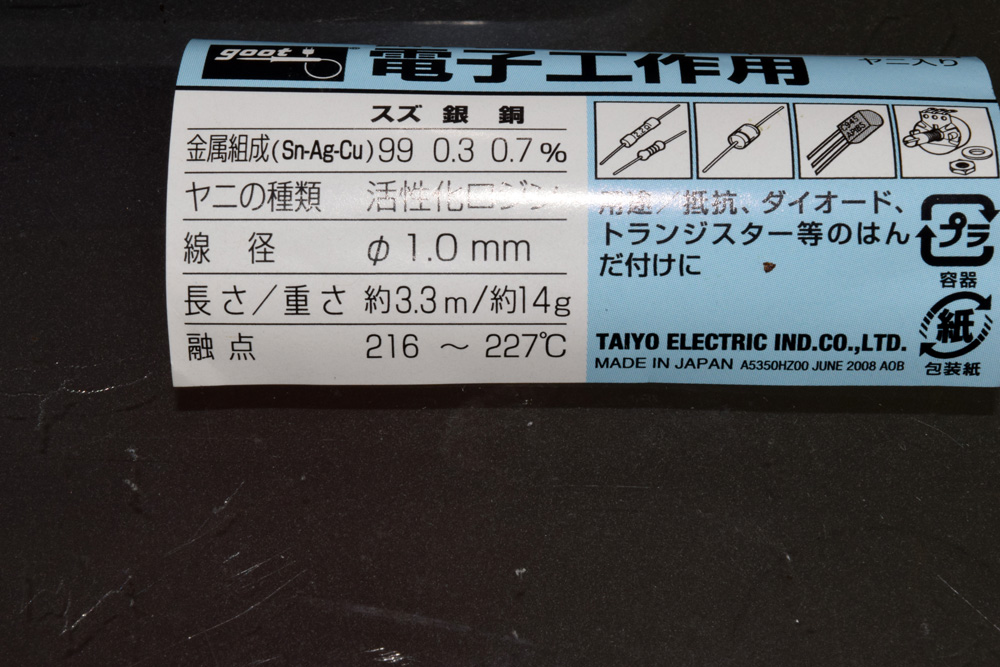 goot 電子工作用 ヤニ入り
スズ 銀 銅
金属組成(Sn-Ag-Cu) 99 0.3 0.7%
ヤニの種類 活性化ロジン
線 径 φ 1.0 mm
長さ/重さ 約3.3m/約14g
融点 216 ～ 227℃
用途/抵抗、ダイオード、
トランジスター等のはん
だ付けに
TAIYO ELECTRIC IND.CO.,LTD.
MADE IN JAPAN A5350HZ00 JUNE 2008 AOB
プラ
容器
紙
包装紙